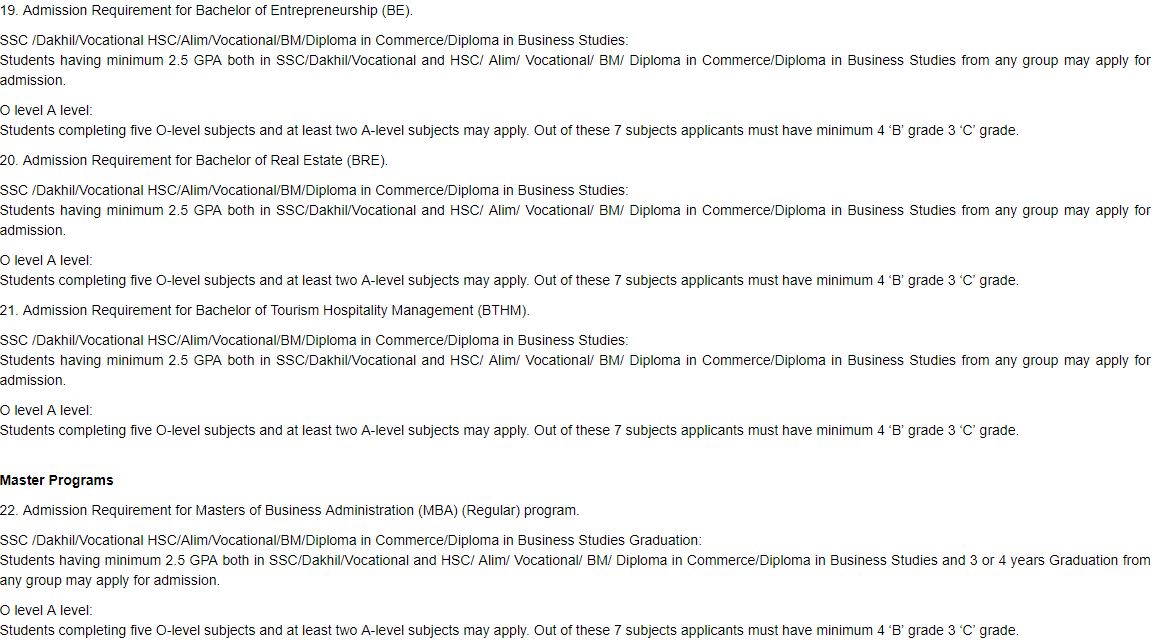 19. Admission Requirement for Bachelor of Entrepreneurship (BE).
SSC /Dakhil/Vocational HSC/Alim/Vocational/BM/Diploma in Commerce/Diploma in Business Studies:
Students having minimum 2.5 GPA both in SSC/Dakhil/Vocational and HSC/ Alim/ Vocational/ BM/ Diploma in Commerce/Diploma in Business Studies from any group may apply for
admission.
O level A level:
Students completing five O-level subjects and at least two A-level subjects may apply. Out of these 7 subjects applicants must have minimum 4 ‘B’ grade 3 ‘C’ grade.
20. Admission Requirement for Bachelor of Real Estate (BRE).
SSC /Dakhil/Vocational HSC/Alim/Vocational/BM/Diploma in Commerce/Diploma in Business Studies:
Students having minimum 2.5 GPA both in SSC/Dakhil/Vocational and HSC/ Alim/ Vocational/ BM/ Diploma in Commerce/Diploma in Business Studies from any group may apply for
admission.
O level A level:
Students completing five O-level subjects and at least two A-level subjects may apply. Out of these 7 subjects applicants must have minimum 4 ‘B’ grade 3 ‘C’ grade.
21. Admission Requirement for Bachelor of Tourism Hospitality Management (BTHM).
SSC /Dakhil/Vocational HSC/Alim/Vocational/BM/Diploma in Commerce/Diploma in Business Studies:
Students having minimum 2.5 GPA both in SSC/Dakhil/Vocational and HSC/ Alim/ Vocational/ BM/ Diploma in Commerce/Diploma in Business Studies from any group may apply for
admission.
O level A level:
Students completing five O-level subjects and at least two A-level subjects may apply. Out of these 7 subjects applicants must have minimum 4 ‘B’ grade 3 ‘C’ grade.
Master Programs
22. Admission Requirement for Masters of Business Administration (MBA) (Regular) program.
SSC /Dakhil/Vocational HSC/Alim/Vocational/BM/Diploma in Commerce/Diploma in Business Studies Graduation:
Students having minimum 2.5 GPA both in SSC/Dakhil/Vocational and HSC/ Alim/ Vocational/ BM/ Diploma in Commerce/Diploma in Business Studies and 3 or 4 years Graduation from
any group may apply for admission.
O level A level:
Students completing five O-level subjects and at least two A-level subjects may apply. Out of these 7 subjects applicants must have minimum 4 ‘B’ grade 3 ‘C’ grade.